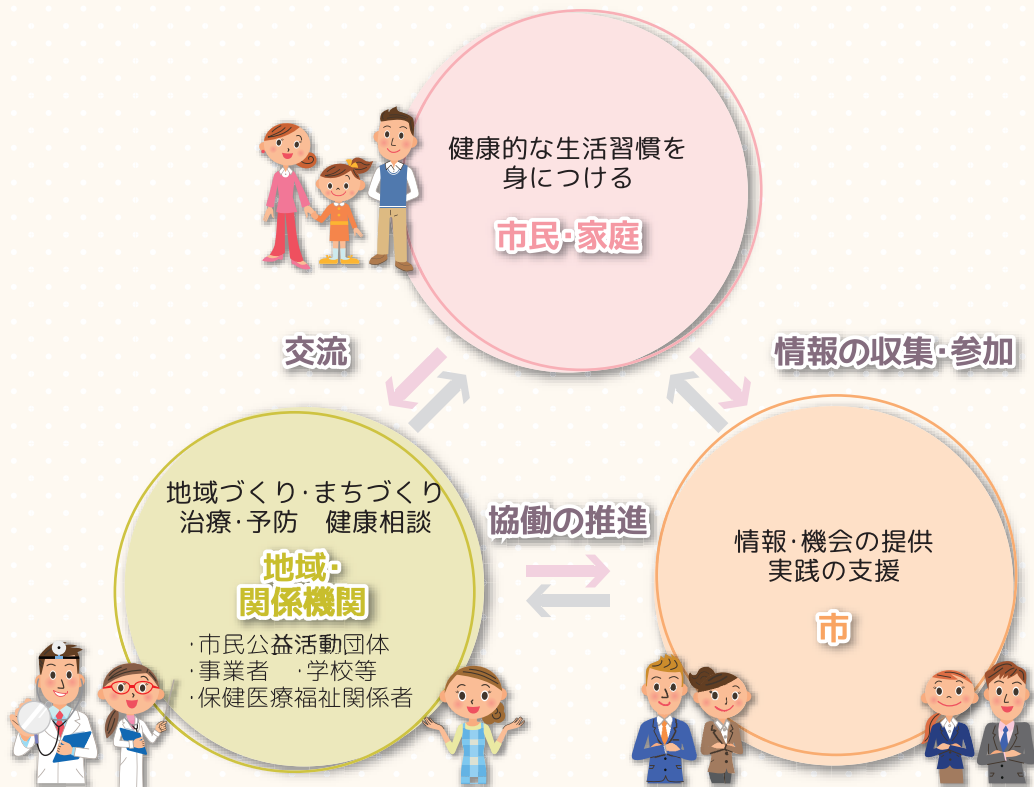 健康的な生活習慣を
身につける
市民・家庭
交流
情報の収集・参加
地域づくり・まちづくり
治療・予防　健康相談
地域・
関係機関
・市民公益活動団体
・事業者　・学校等
・保健医療福祉関係者
協働の推進
情報・機会の提供
実践の支援
市